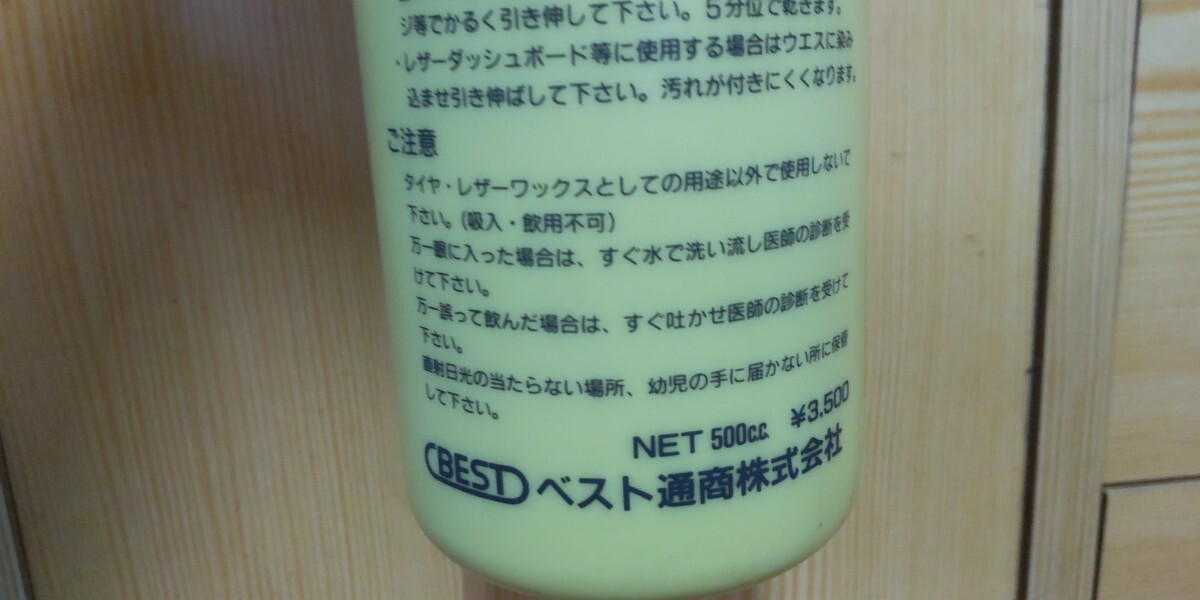 ジ等でかるく引き伸して下さい。5分位で乾きます。
・レザーダッシュボード等に使用する場合はウエスに染み
込ませ引き伸ばして下さい。汚れが付きにくくなります。
ご注意
タイヤ・レザーワックスとしての用途以外で使用しないで
下さい。(吸入・飲用不可)
万一眼に入った場合は、すぐ水で洗い流し医師の診断を受
けて下さい。
万一誤って飲んだ場合は、すぐ吐かせ医師の診断を受けて
下さい。
直射日光の当たらない場所、幼児の手に届かない所に保管
して下さい。
NET 500c.c. ¥3,500
BEST ベスト通商株式会社